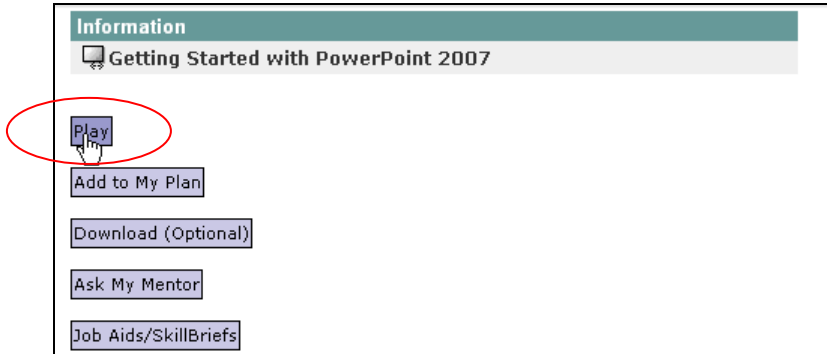 Information
Getting Started with PowerPoint 2007
Play
Add to My Plan
Download (Optional)
Ask My Mentor
Job Aids/SkillBriefs